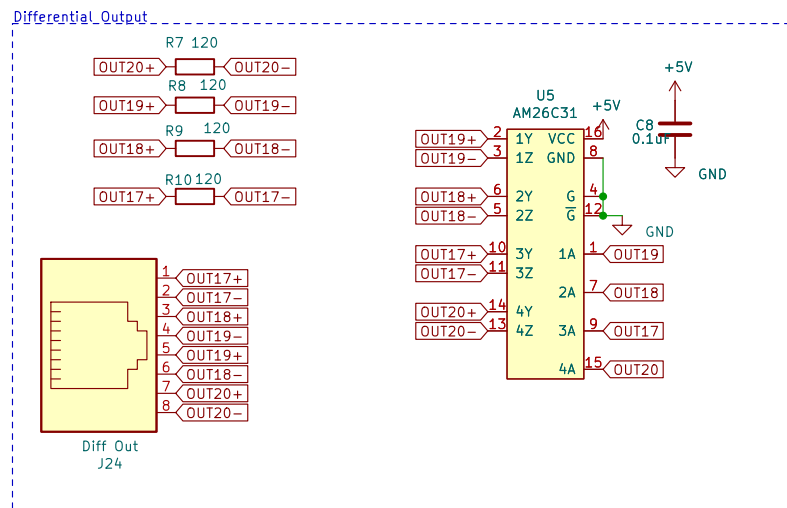 Differential Output
R7 120
OUT20+ OUT20-
R8 120
OUT19+ OUT19-
R9 120
OUT18+ OUT18-
R10 120
OUT17+ OUT17-
1 OUT17+
2 OUT17-
3 OUT18+
4 OUT19-
5 OUT19+
6 OUT18-
7 OUT20+
8 OUT20-
Diff Out
J24
U5
AM26C31
+5V
OUT19+ 2 1Y VCC 16
OUT19- 3 1Z GND 8
OUT18+ 6 2Y G 4
OUT18- 5 2Z G 12
GND
OUT17+ 10 3Y 1A 1 OUT19
OUT17- 11 3Z
2A 7 OUT18
OUT20+ 14 4Y
OUT20- 13 4Z 3A 9 OUT17
4A 15 OUT20
+5V
C8
0.1uF
GND